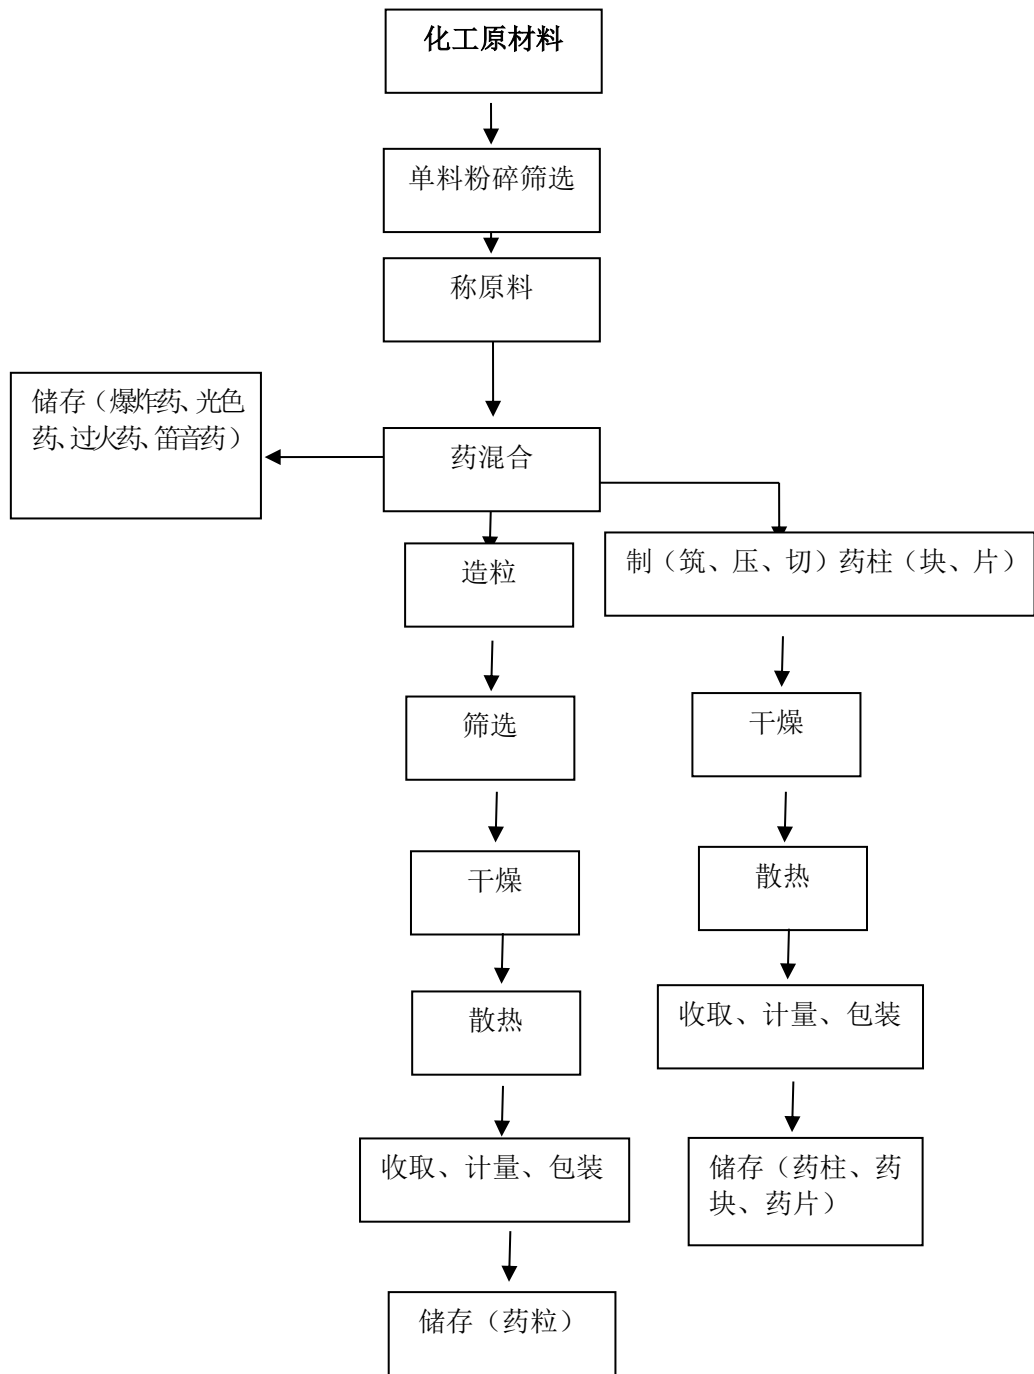 化工原材料
单料粉碎筛选
称原料
储存（爆炸药、光色
药、过火药、笛音药）
药混合
造粒
制（筑、压、切）药柱（块、片）
筛选
干燥
干燥
散热
散热
收取、计量、包装
收取、计量、包装
储存（药柱、药
块、药片）
储存（药粒）